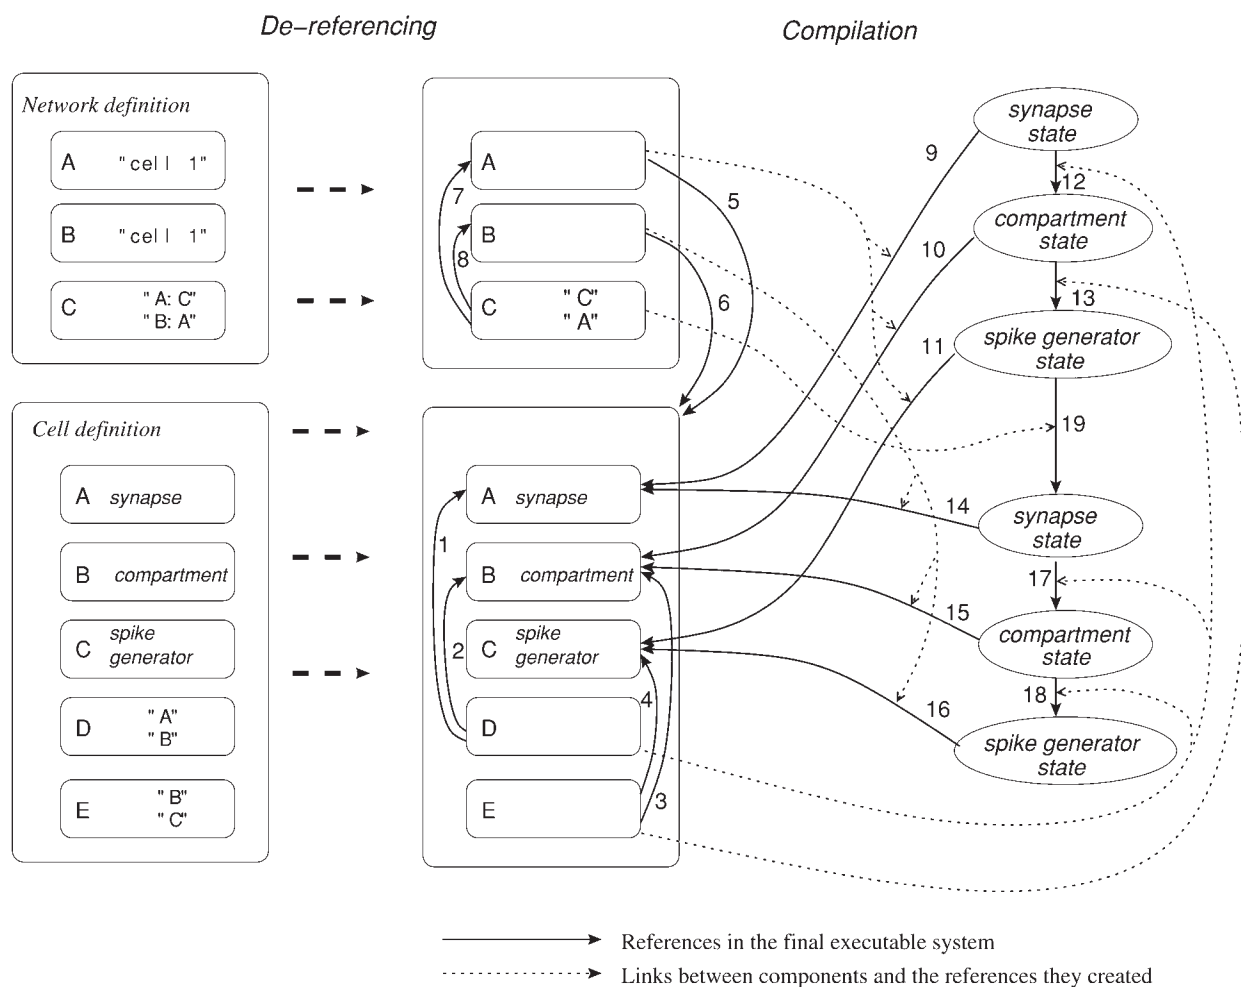 De-referencing
Compilation
Network definition
A "cell 1"
B "cell 1"
C "A: C"
"B: A"
Cell definition
A synapse
B compartment
C spike
generator
D "A"
"B"
E "B"
"C"
A
B
C "C"
"A"
7
8
5
6
A synapse
B compartment
C spike
generator
D
E
1
2
3
4
9
10
11
12
13
14
15
16
17
18
19
synapse
state
compartment
state
spike generator
state
synapse
state
compartment
state
spike generator
state
References in the final executable system
Links between components and the references they created